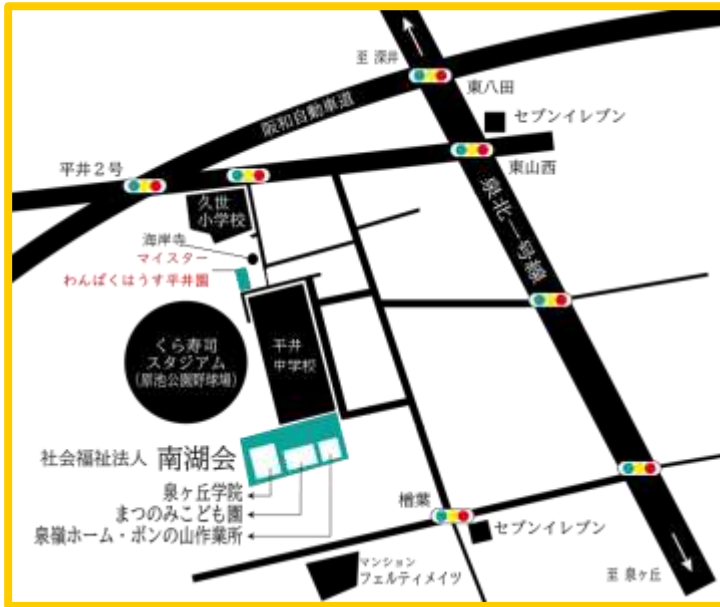 至 深井
東八田
セブンイレブン
阪和自動車道
平井２号
東山西
久世
小学校
泉北一号線
海岸寺
マイスター
わんぱくはうす平井園
くら寿司
スタジアム
(原池公園野球場)
平井
中学校
社会福祉法人 南湖会
泉ヶ丘学院
まつのみこども園
泉嶺ホーム・ボンの山作業所
楢葉
セブンイレブン
マンション
フェルティメイツ
至 泉ヶ丘